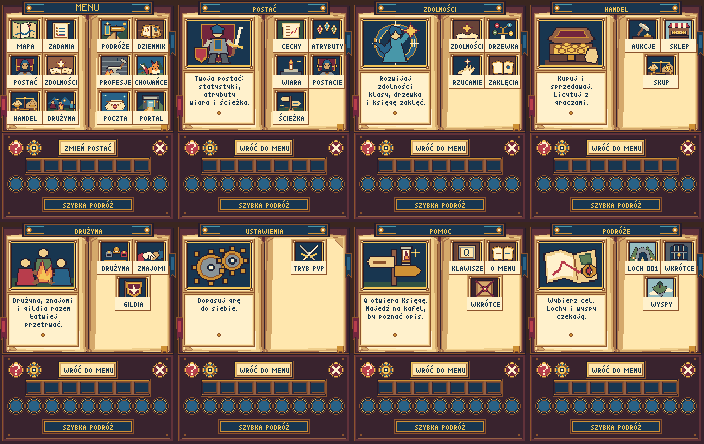 MENU
MAPA ZADANIA PODRÓŻE DZIENNIK
POSTAĆ ZDOLNOŚCI PROFESJE CHOWAŃCE
HANDEL DRUŻYNA POCZTA PORTAL
ZMIEŃ POSTAĆ
SZYBKA PODRÓŻ
POSTAĆ
Twoja postać:
statystyki,
atrybuty
wiara i ścieżka.
CECHY ATRYBUTY
WIARA POSTACIE
ŚCIEŻKA
WRÓĆ DO MENU
SZYBKA PODRÓŻ
ZDOLNOŚCI
Rozwijaj
zdolności
klasy, drzewka
i księgę zaklęć.
ZDOLNOŚCI DRZEWKA
RZUCANIE ZAKLĘCIA
WRÓĆ DO MENU
SZYBKA PODRÓŻ
HANDEL
Kupuj i
sprzedawaj.
Licytuj z
graczami.
AUKCJE SKLEP
SKUP
WRÓĆ DO MENU
SZYBKA PODRÓŻ
DRUŻYNA
Drużyna, znajomi
i gildia razem
łatwiej
przetrwać.
DRUŻYNA ZNAJOMI
GILDIA
WRÓĆ DO MENU
SZYBKA PODRÓŻ
USTAWIENIA
Dopasuj grę
do siebie.
TRYB PVP
WRÓĆ DO MENU
SZYBKA PODRÓŻ
POMOC
Q otwiera Księgę.
Najedź na kafel,
by poznać opis.
Q
KLAWISZE O MENU
WKRÓTCE
WRÓĆ DO MENU
SZYBKA PODRÓŻ
PODRÓŻE
Wybierz cel.
Lochy i wyspy
czekają.
LOCH 001 WKRÓTCE
WYSPY
WRÓĆ DO MENU
SZYBKA PODRÓŻ